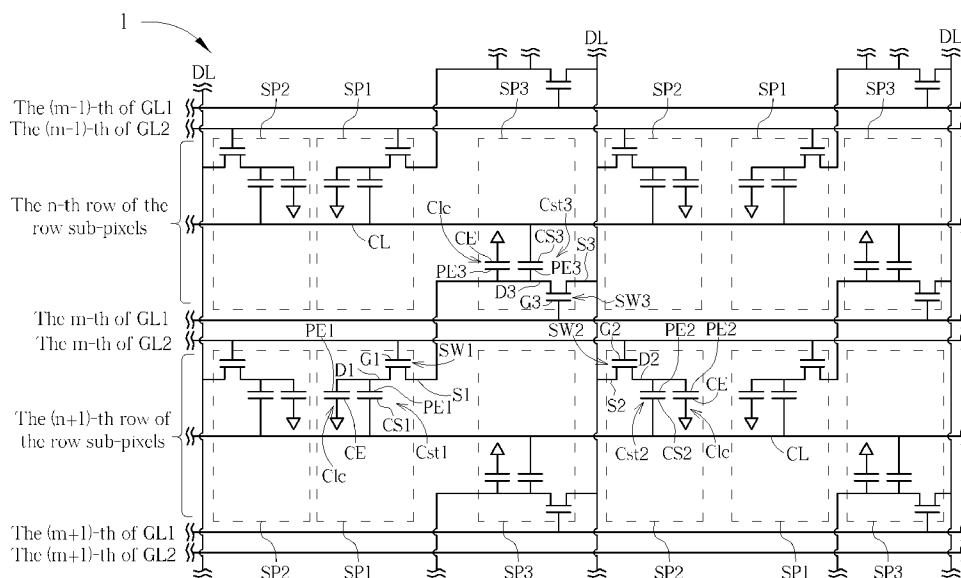 1
DL DL DL
SP2 SP1 SP3 SP2 SP1 SP3
The (m-1)-th of GL1
The (m-1)-th of GL2
The n-th row of the
row sub-pixels
Clc Cst3
CL CE CS3 S3
PE3 PE3
D3
G3 SW3
The m-th of GL1
The m-th of GL2
PE1 SW2 G2 PE2 PE2
G1 SW1 D2
D1
S1 S2 CE
PE1
CS1
The (n+1)-th row of
the row sub-pixels
CE Cst1 Cst2 CS2 Clc CL
Clc
The (m+1)-th of GL1
The (m+1)-th of GL2
SP2 SP1 SP3 SP2 SP1 SP3